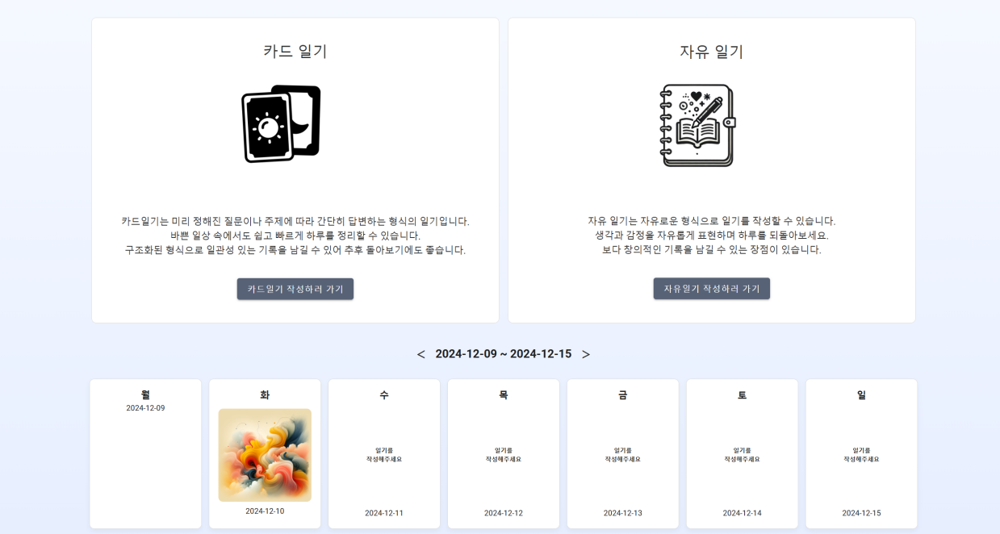 카드 일기
자유 일기
카드일기는 미리 정해진 질문이나 주제에 따라 간단히 답변하는 형식의 일기입니다.
바쁜 일상 속에서도 쉽고 빠르게 하루를 정리할 수 있습니다.
구조화된 형식으로 일관성 있는 기록을 남길 수 있어 추후 돌아보기에도 좋습니다.
카드일기 작성하러 가기
자유 일기는 자유로운 형식으로 일기를 작성할 수 있습니다.
생각과 감정을 자유롭게 표현하며 하루를 되돌아보세요.
보다 창의적인 기록을 남길 수 있는 장점이 있습니다.
자유일기 작성하러 가기
< 2024-12-09 ~ 2024-12-15 >
월
2024-12-09
화
2024-12-10
수
일기를
작성해주세요
2024-12-11
목
일기를
작성해주세요
2024-12-12
금
일기를
작성해주세요
2024-12-13
토
일기를
작성해주세요
2024-12-14
일
일기를
작성해주세요
2024-12-15